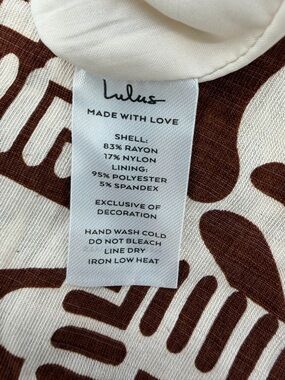 Lulus
MADE WITH LOVE
SHELL:
83% RAYON
17% NYLON
LINING:
95% POLYESTER
5% SPANDEX
EXCLUSIVE OF
DECORATION
HAND WASH COLD
DO NOT BLEACH
LINE DRY
IRON LOW HEAT